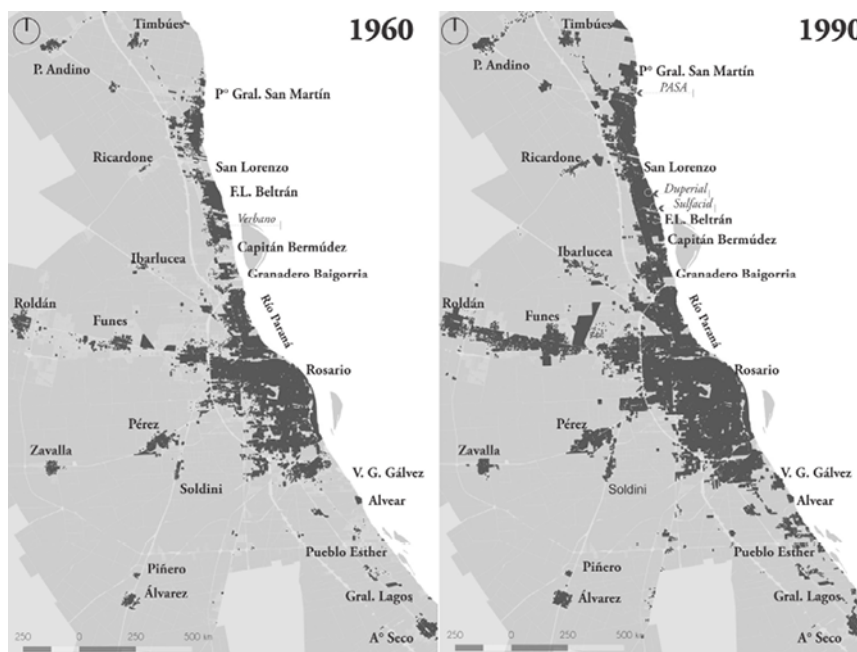 1960
Timbúes
P. Andino
P° Gral. San Martín
Ricardone
San Lorenzo
F.L. Beltrán
Verbano
Capitán Bermúdez
Ibarlucea
Granadero Baigorria
Roldán
Funes
Río Paraná
Rosario
Pérez
Zavalla
V. G. Gálvez
Soldini
Alvear
Pueblo Esther
Piñero
Álvarez
Gral. Lagos
A° Seco
250 0 250 500 km
1990
Timbúes
P. Andino
P° Gral. San Martín
PASA
Ricardone
San Lorenzo
Duperial
Sulfacid
F.L. Beltrán
Capitán Bermúdez
Ibarlucea
Granadero Baigorria
Roldán
Funes
Río Paraná
Rosario
Pérez
Zavalla
V. G. Gálvez
Soldini
Alvear
Pueblo Esther
Piñero
Álvarez
Gral. Lagos
A° Seco
250 0 250 500 km